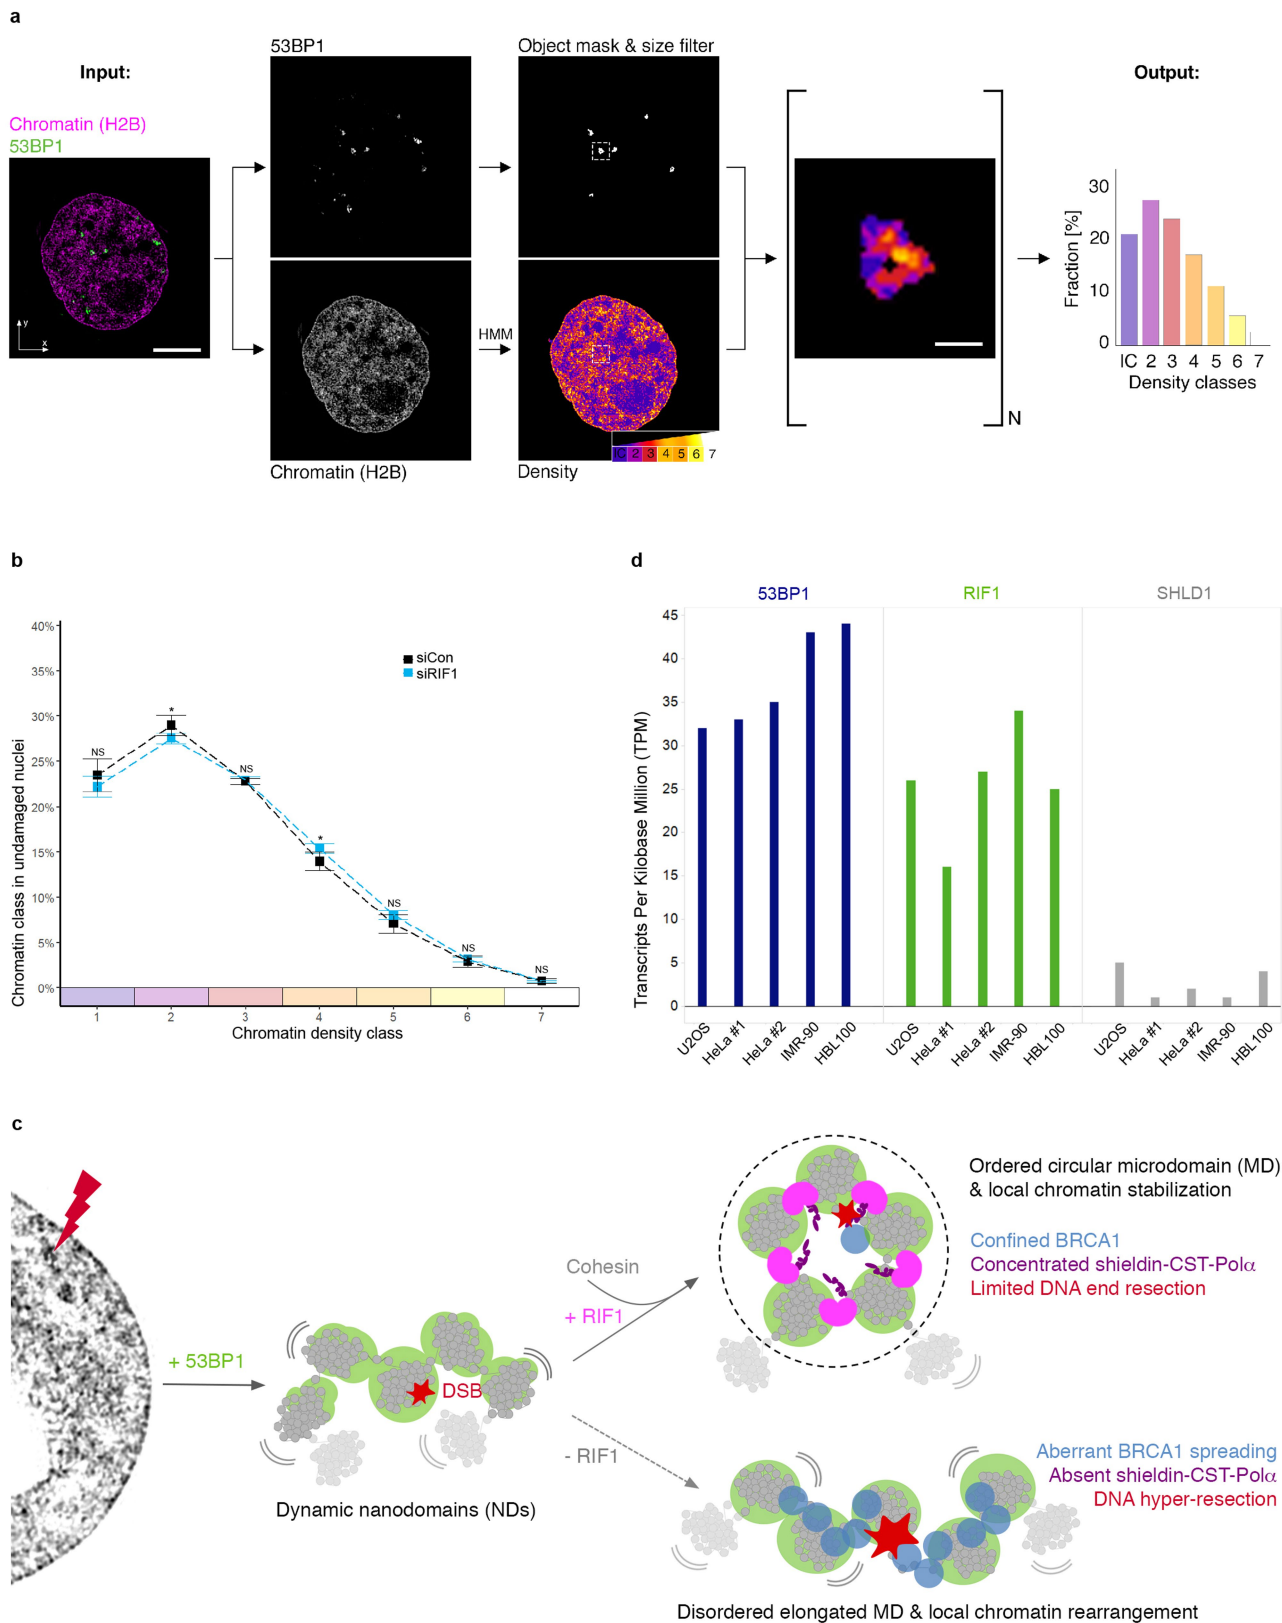 a
Input:
Chromatin (H2B)
53BP1
y
x
53BP1
Object mask & size filter
HMM
Chromatin (H2B)
Density
IC 2 3 4 5 6 7
N
Output:
Fraction [%]
30
20
10
0
IC 2 3 4 5 6 7
Density classes
b
Chromatin class in undamaged nuclei
40%
35%
30%
25%
20%
15%
10%
5%
0%
siCon
siRIF1
NS
*
NS
*
NS
NS
NS
1 2 3 4 5 6 7
Chromatin density class
d
53BP1 RIF1 SHLD1
Transcripts Per Kilobase Million (TPM)
45
40
35
30
25
20
15
10
5
0
U2OS HeLa #1 HeLa #2 IMR-90 HBL100 U2OS HeLa #1 HeLa #2 IMR-90 HBL100 U2OS HeLa #1 HeLa #2 IMR-90 HBL100
c
+ 53BP1
DSB
Dynamic nanodomains (NDs)
Cohesin
+ RIF1
- RIF1
Ordered circular microdomain (MD)
& local chromatin stabilization
Confined BRCA1
Concentrated shieldin-CST-Polα
Limited DNA end resection
Aberrant BRCA1 spreading
Absent shieldin-CST-Polα
DNA hyper-resection
Disordered elongated MD & local chromatin rearrangement